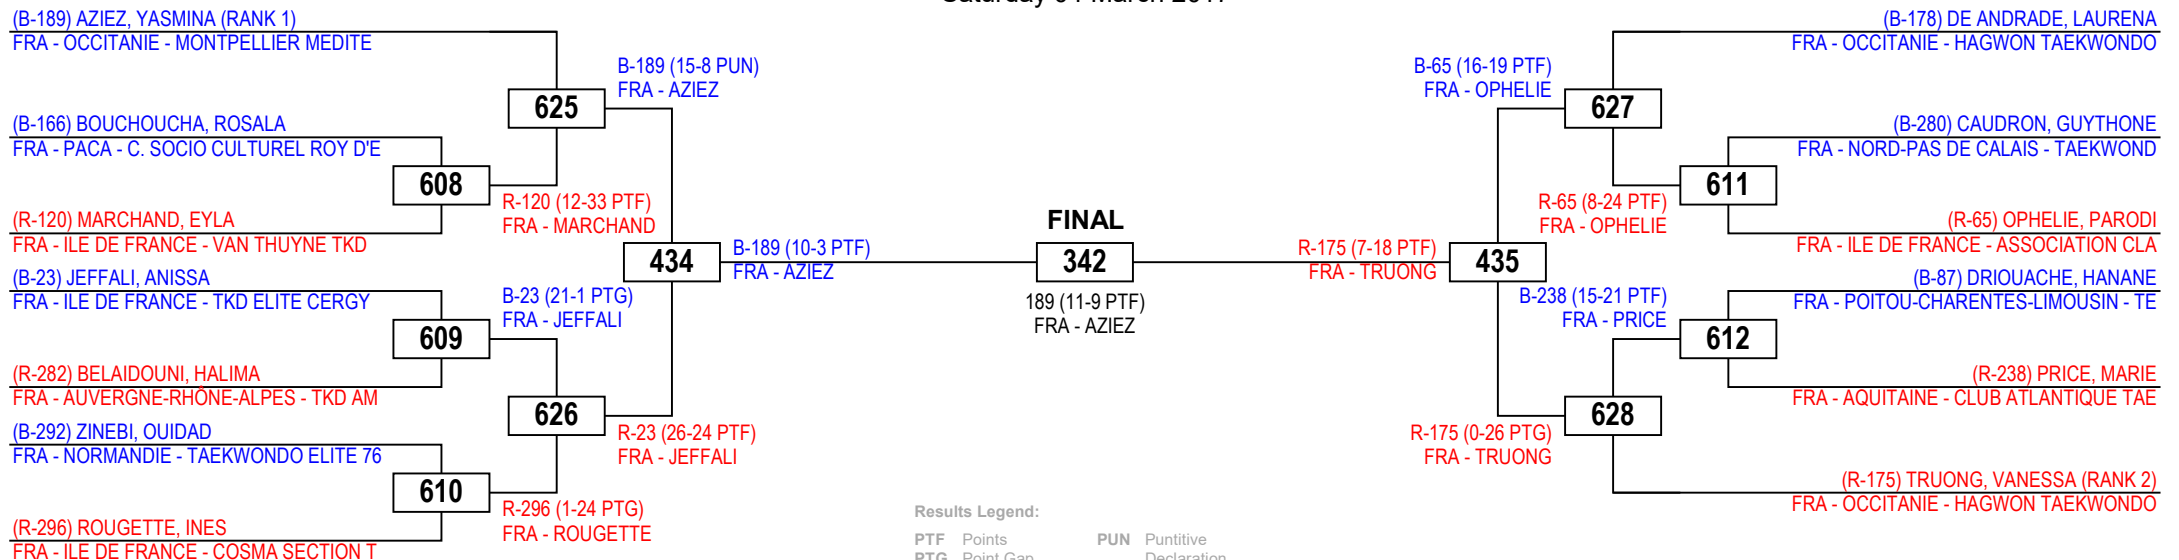 (B-189) AZIEZ, YASMINA (RANK 1)
FRA - OCCITANIE - MONTPELLIER MEDITE
(B-166) BOUCHOUCHA, ROSALA
FRA - PACA - C. SOCIO CULTUREL ROY D'E
(R-120) MARCHAND, EYLA
FRA - ILE DE FRANCE - VAN THUYNE TKD
(B-23) JEFFALI, ANISSA
FRA - ILE DE FRANCE - TKD ELITE CERGY
(R-282) BELAIDOUNI, HALIMA
FRA - AUVERGNE-RHÔNE-ALPES - TKD AM
(B-292) ZINEBI, OUIDAD
FRA - NORMANDIE - TAEKWONDO ELITE 76
(R-296) ROUGETTE, INES
FRA - ILE DE FRANCE - COSMA SECTION T
608
609
610
625
626
B-189 (15-8 PUN)
FRA - AZIEZ
R-120 (12-33 PTF)
FRA - MARCHAND
B-23 (21-1 PTG)
FRA - JEFFALI
R-296 (1-24 PTG)
FRA - ROUGETTE
R-23 (26-24 PTF)
FRA - JEFFALI
434
B-189 (10-3 PTF)
FRA - AZIEZ
FINAL
342
189 (11-9 PTF)
FRA - AZIEZ
R-175 (7-18 PTF)
FRA - TRUONG
435
B-65 (16-19 PTF)
FRA - OPHELIE
627
R-65 (8-24 PTF)
FRA - OPHELIE
611
B-238 (15-21 PTF)
FRA - PRICE
612
R-175 (0-26 PTG)
FRA - TRUONG
628
(B-178) DE ANDRADE, LAURENA
FRA - OCCITANIE - HAGWON TAEKWONDO
(B-280) CAUDRON, GUYTHONE
FRA - NORD-PAS DE CALAIS - TAEKWOND
(R-65) OPHELIE, PARODI
FRA - ILE DE FRANCE - ASSOCIATION CLA
(B-87) DRIOUACHE, HANANE
FRA - POITOU-CHARENTES-LIMOUSIN - TE
(R-238) PRICE, MARIE
FRA - AQUITAINE - CLUB ATLANTIQUE TAE
(R-175) TRUONG, VANESSA (RANK 2)
FRA - OCCITANIE - HAGWON TAEKWONDO
Results Legend:
PTF Points PUN Puntitive
PTG Point Gap Declaration